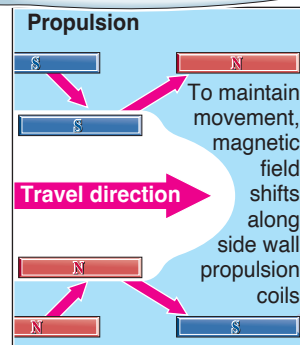 Propulsion
S
N
S
To maintain
movement,
magnetic
field
shifts
along
side wall
propulsion
coils
Travel direction
N
N
S